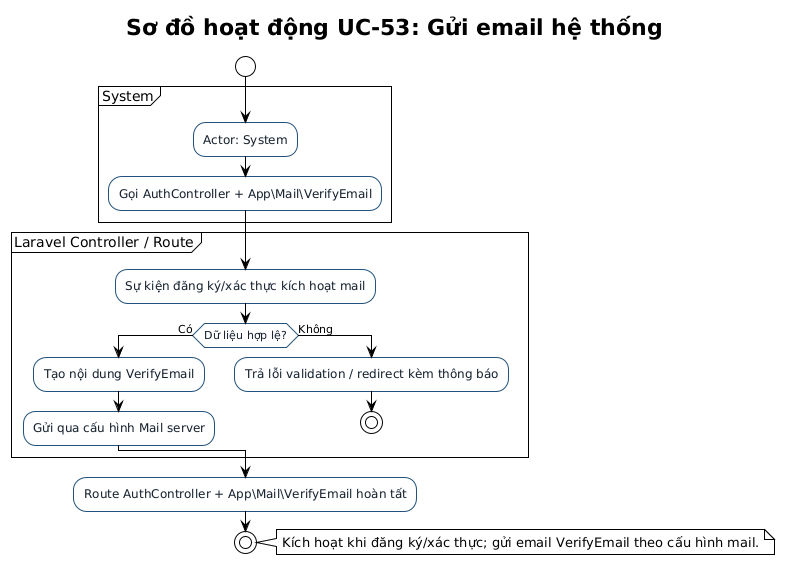 Sơ đồ hoạt động UC-53: Gửi email hệ thống
System
Actor: System
Gọi AuthController + App\Mail\VerifyEmail
Laravel Controller / Route
Sự kiện đăng ký/xác thực kích hoạt mail
Có
Dữ liệu hợp lệ?
Không
Tạo nội dung VerifyEmail
Trả lỗi validation / redirect kèm thông báo
Gửi qua cấu hình Mail server
Route AuthController + App\Mail\VerifyEmail hoàn tất
Kích hoạt khi đăng ký/xác thực; gửi email VerifyEmail theo cấu hình mail.